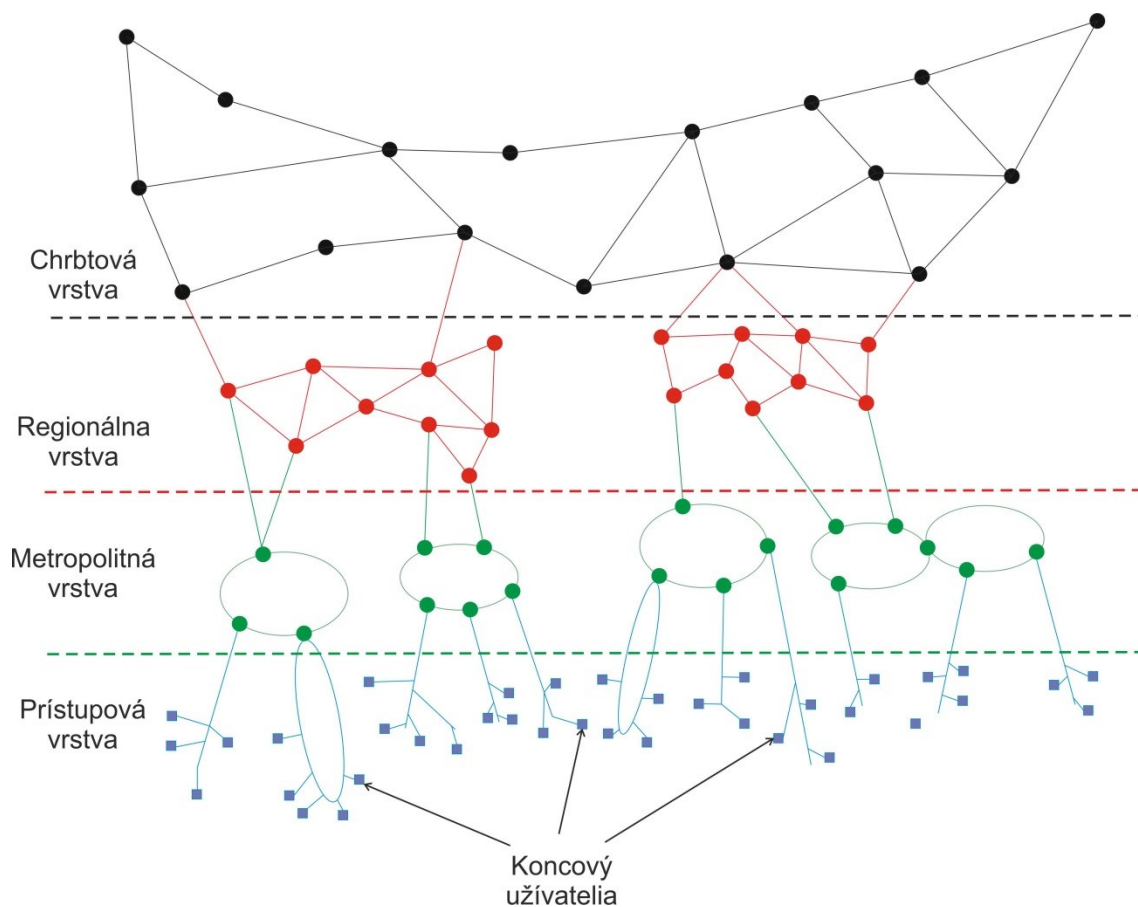 Chrbtová
vrstva
Regionálna
vrstva
Metropolitná
vrstva
Prístupová
vrstva
Koncový
užívatelia